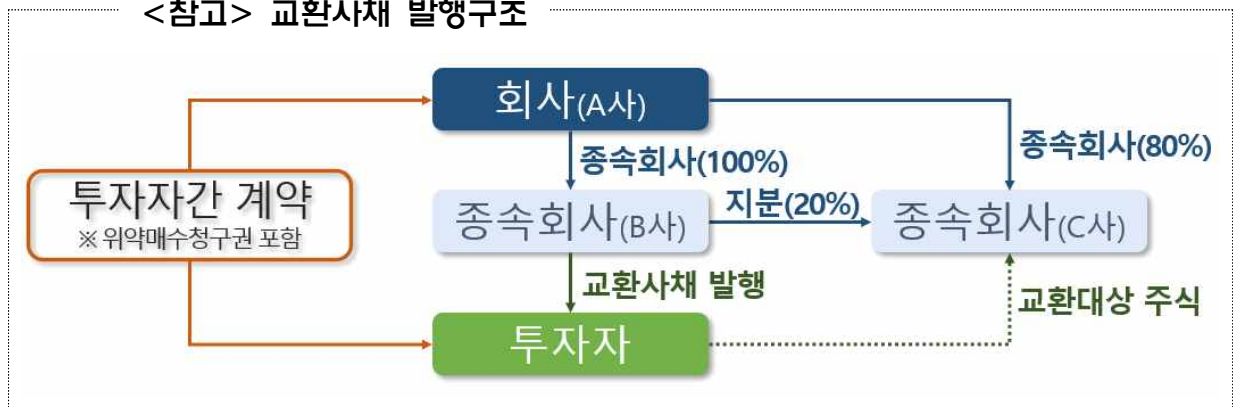 <참고> 교환사채 발행구조
회사(A사)
종속회사(100%)
종속회사(80%)
투자자간 계약
※ 위약매수청구권 포함
종속회사(B사)
지분(20%)
종속회사(C사)
교환사채 발행
교환대상 주식
투자자